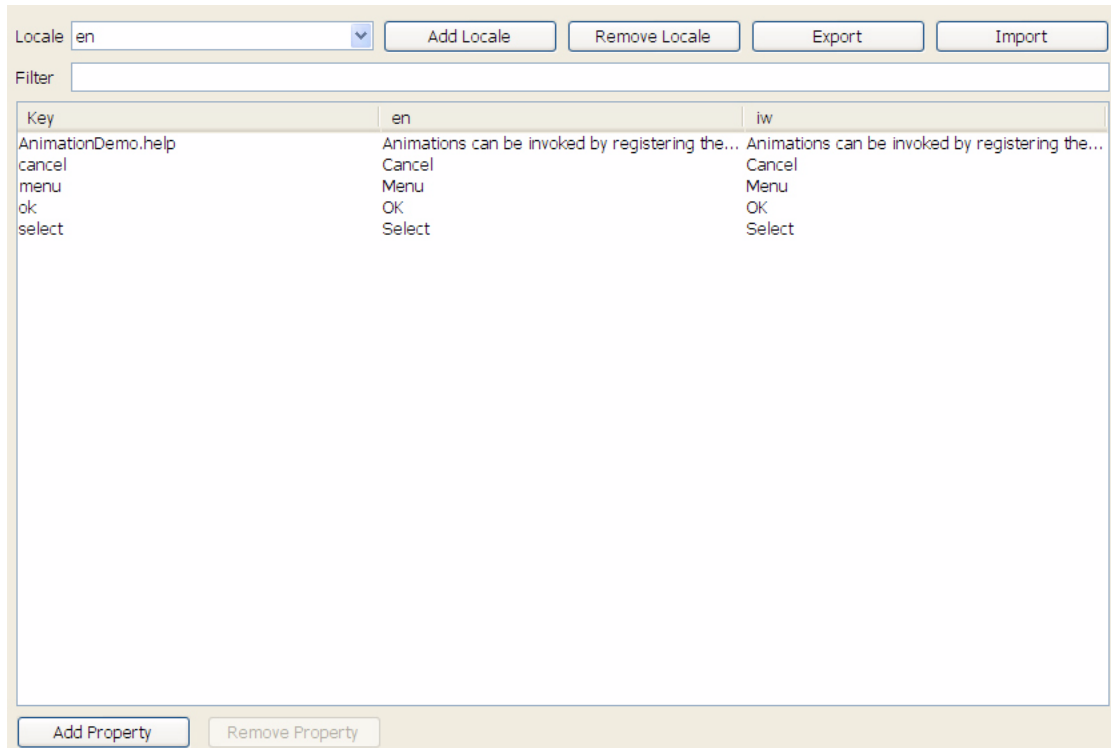 Locale en Add Locale Remove Locale Export Import
Filter
Key en iw
AnimationDemo.help Animations can be invoked by registering the... Animations can be invoked by registering the...
cancel Cancel Cancel
menu Menu Menu
ok OK OK
select Select Select
Add Property Remove Property